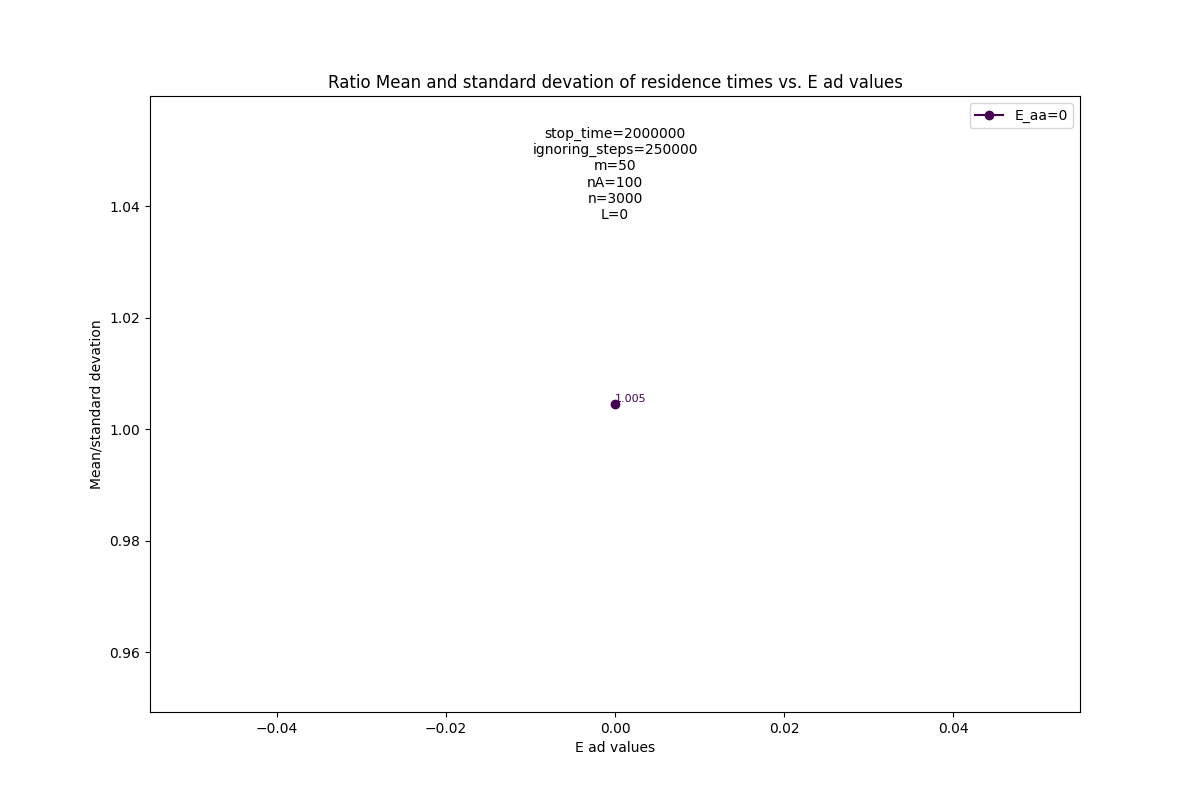 Ratio Mean and standard devation of residence times vs. E ad values
E_aa=0
stop_time=2000000
ignoring_steps=250000
m=50
nA=100
n=3000
L=0
1.04
1.02
1.00
0.98
0.96
Mean/standard devation
1.005
−0.04
−0.02
0.00
0.02
0.04
E ad values